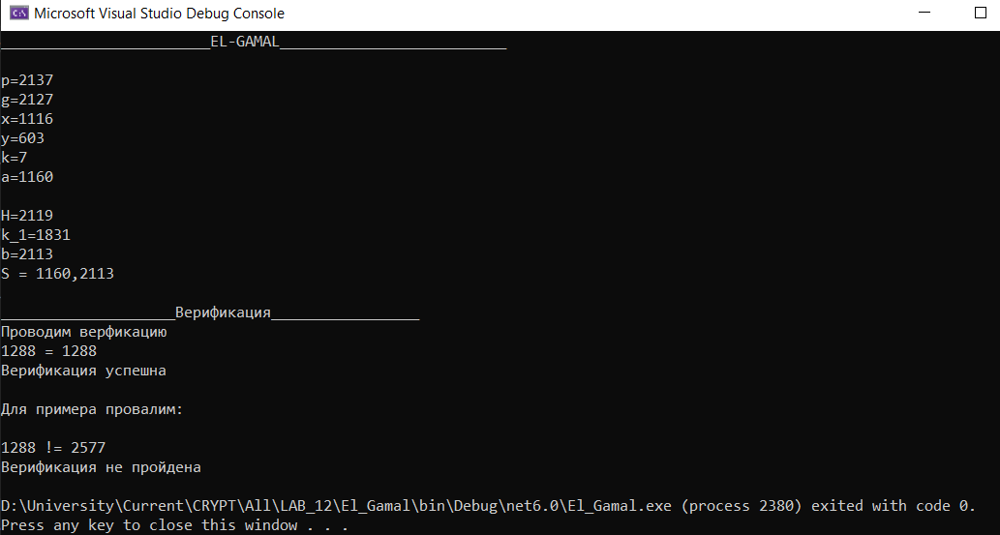 Microsoft Visual Studio Debug Console
________________________EL-GAMAL__________________________
p=2137
g=2127
x=1116
y=603
k=7
a=1160
H=2119
k_1=1831
b=2113
S = 1160,2113
____________________Верификация_________________
Проводим верфикацию
1288 = 1288
Верификация успешна
Для примера провалим:
1288 != 2577
Верификация не пройдена
D:\University\Current\CRYPT\All\LAB_12\El_Gamal\bin\Debug\net6.0\El_Gamal.exe (process 2380) exited with code 0.
Press any key to close this window . . .